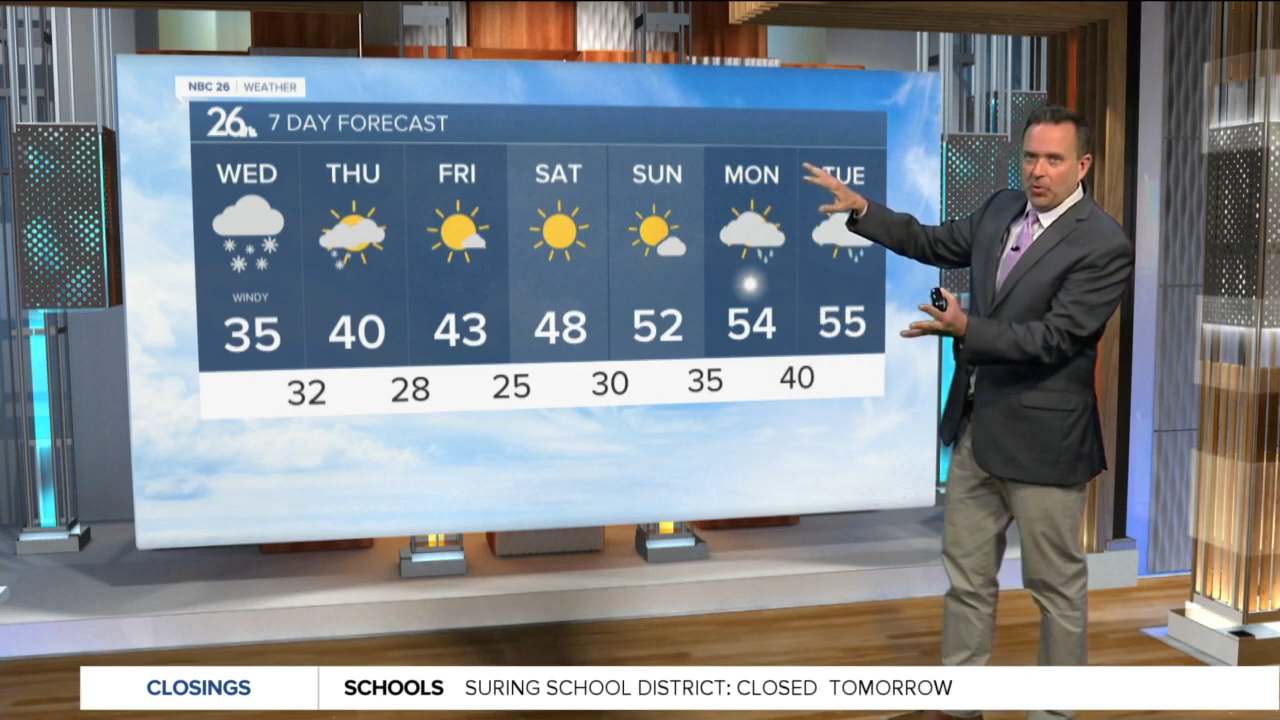 NBC 26 | WEATHER
26 7 DAY FORECAST
WED THU FRI SAT SUN MON TUE
WINDY
35 40 43 48 52 54 55
32 28 25 30 35 40
CLOSINGS SCHOOLS SURING SCHOOL DISTRICT: CLOSED TOMORROW